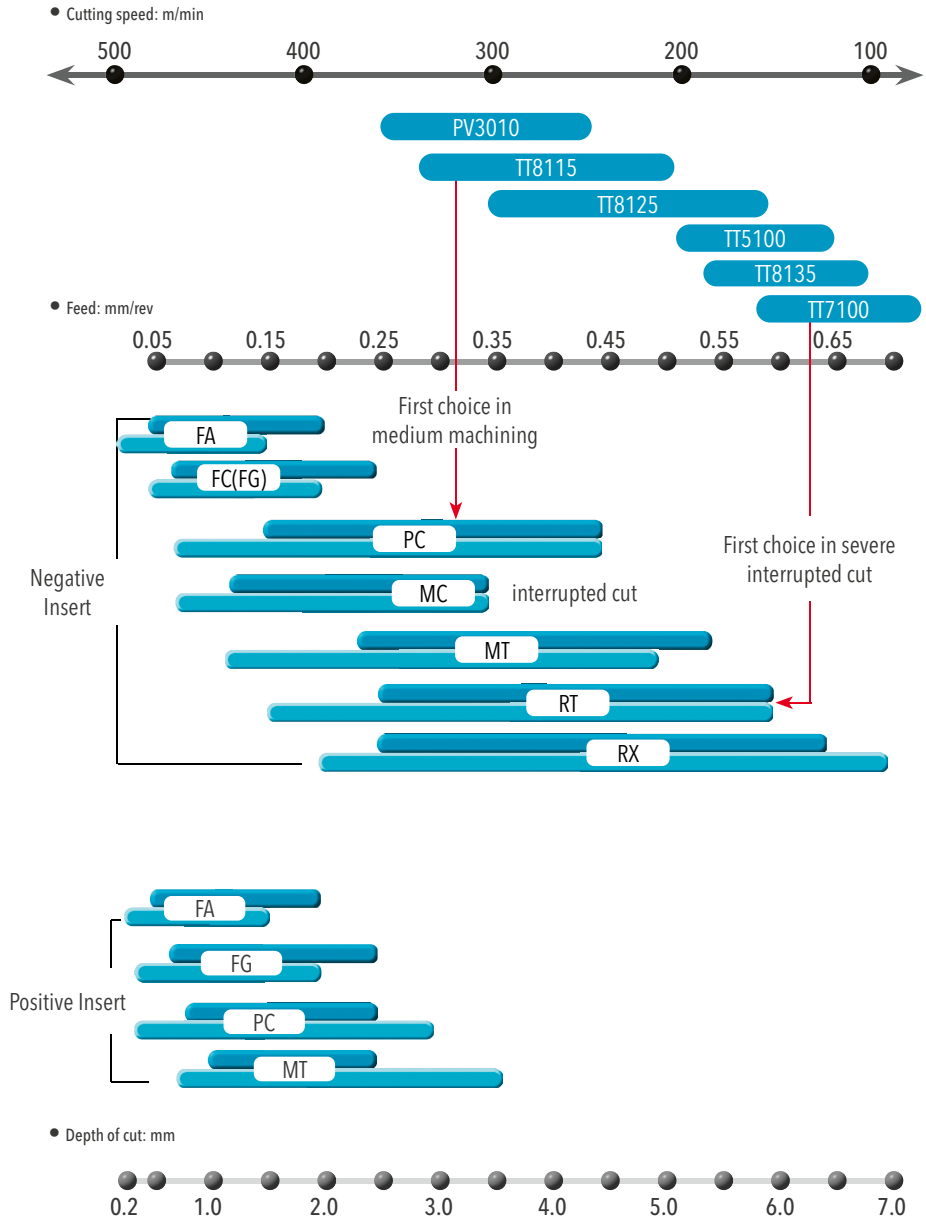 • Cutting speed: m/min
500 400 300 200 100
PV3010
TT8115
TT8125
TT5100
TT8135
TT7100
• Feed: mm/rev
0.05 0.15 0.25 0.35 0.45 0.55 0.65
First choice in
medium machining
FA
FC(FG)
PC
First choice in severe
interrupted cut
Negative
Insert
MC interrupted cut
MT
RT
RX
FA
FG
Positive Insert
PC
MT
• Depth of cut: mm
0.2 1.0 2.0 3.0 4.0 5.0 6.0 7.0